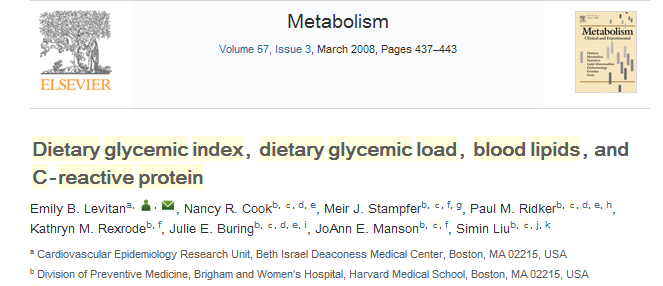 Metabolism
Volume 57, Issue 3, March 2008, Pages 437–443
ELSEVIER
Metabolism
Clinical and Experimental
Dietary glycemic index, dietary glycemic load, blood lipids, and
C-reactive protein
Emily B. Levitan a, , Nancy R. Cook b, c, d, e, Meir J. Stampfer b, c, f, g, Paul M. Ridker b, c, d, e, h,
Kathryn M. Rexrode b, f, Julie E. Buring b, c, d, e, i, JoAnn E. Manson b, c, f, Simin Liu b, c, j, k
a Cardiovascular Epidemiology Research Unit, Beth Israel Deaconess Medical Center, Boston, MA 02215, USA
b Division of Preventive Medicine, Brigham and Women's Hospital, Harvard Medical School, Boston, MA 02215, USA